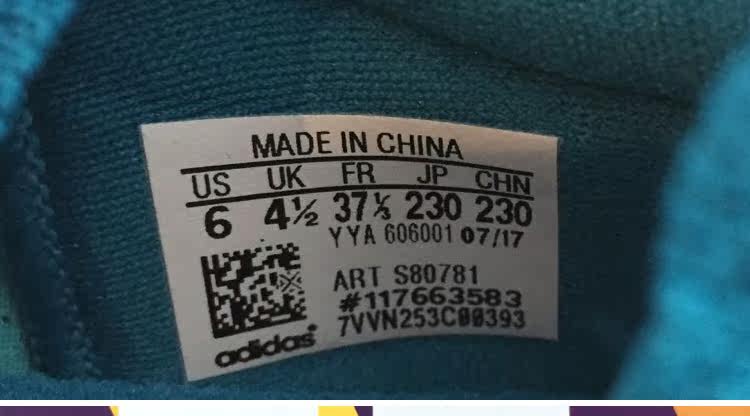 MADE IN CHINA
US UK FR JP CHN
6 4½ 37⅓ 230 230
YYA 606001 07/17
ART S80781
#117663583
7VVN253C00393
adidas